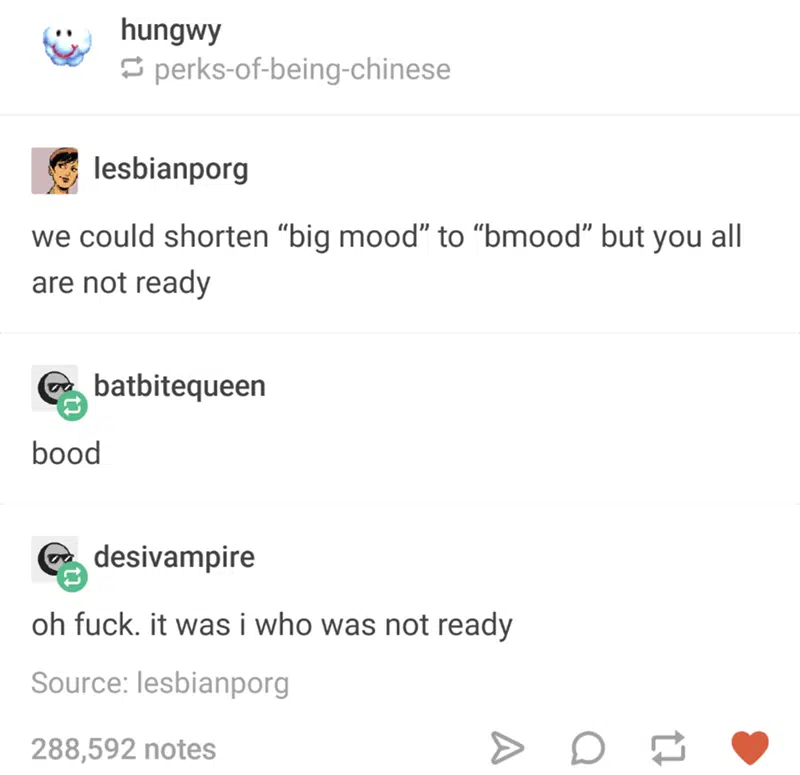 hungwy
perks-of-being-chinese
lesbianporg
we could shorten “big mood” to “bmood” but you all
are not ready
batbitequeen
bood
desivampire
oh fuck. it was i who was not ready
Source: lesbianporg
288,592 notes